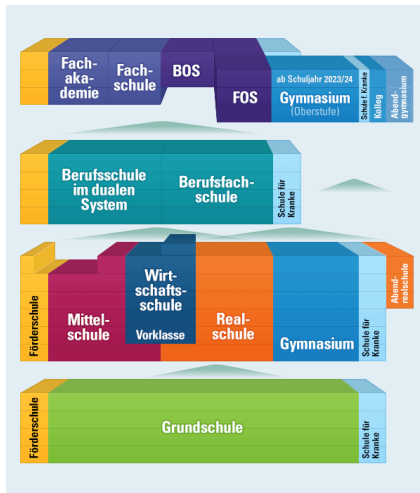 Fach-
aka-
demie
Fach-
schule
BOS
FOS
ab Schuljahr 2023/24
Gymnasium
(Oberstufe)
Schule f. Kranke
Kolleg
Abend-
gymnasium
Berufsschule
im dualen
System
Berufsfach-
schule
Schule für
Kranke
Förderschule
Mittel-
schule
Wirt-
schafts-
schule
Vorklasse
Real-
schule
Gymnasium
Schule für
Kranke
Abend-
realschule
Förderschule
Grundschule
Schule für
Kranke